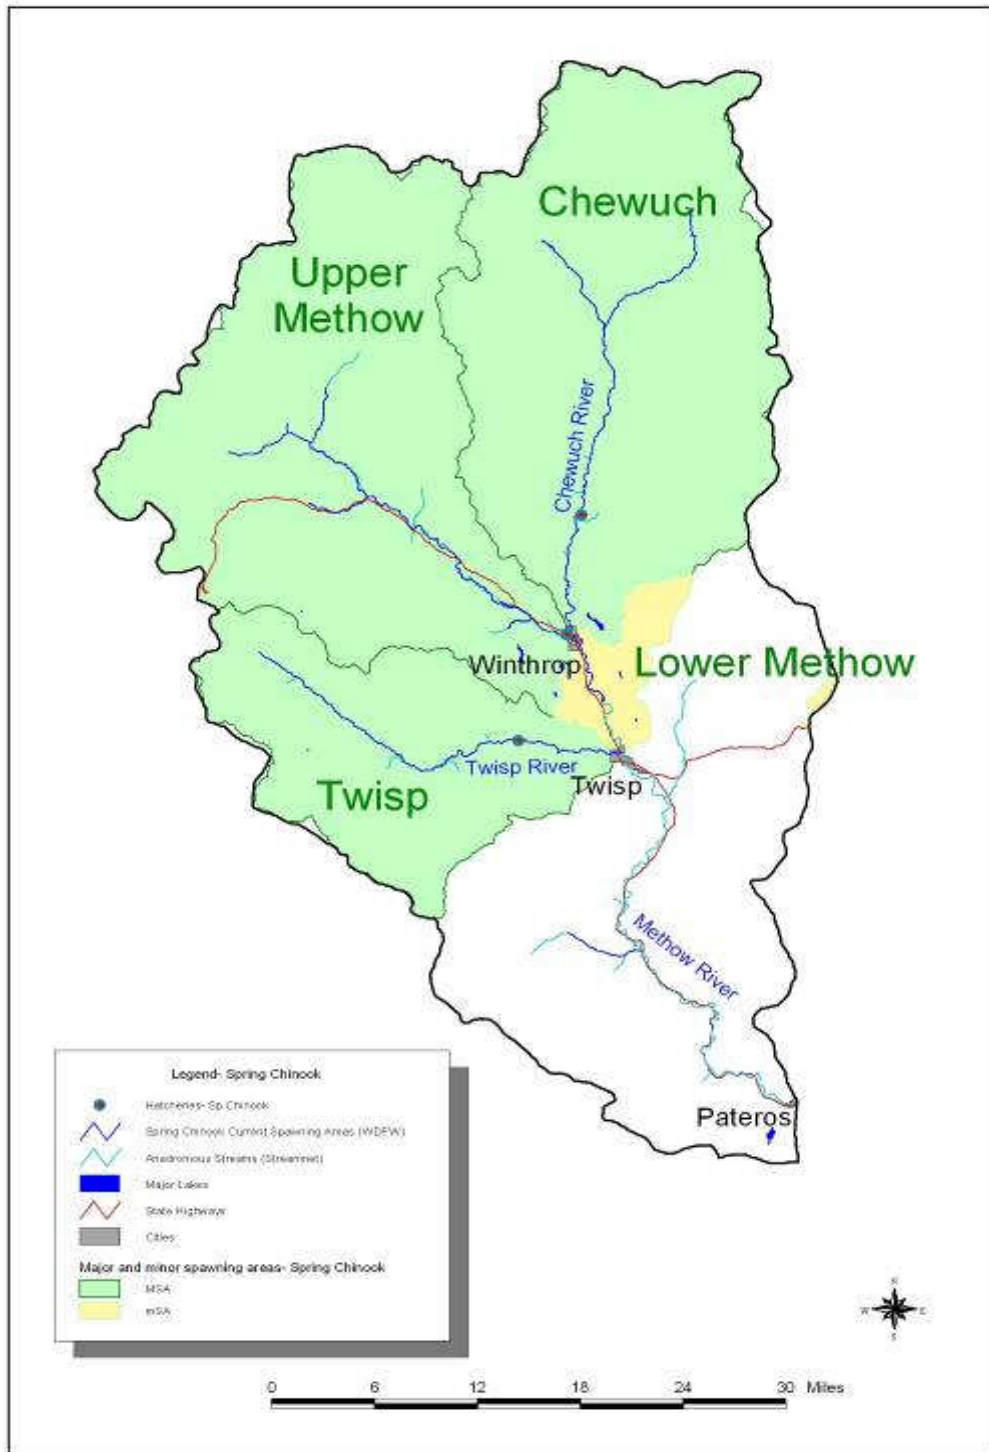 Chewuch
Upper
Methow
Chewuch River
Winthrop
Lower Methow
Twisp River
Twisp
Twisp
Methow River
Pateros
Legend- Spring Chinook
Hatcheries- Sp Chinook
Spring Chinook Current Spawning Areas (WDFW)
Anadromous Streams (Streamnet)
Major Lakes
State Highways
Cities
Major and minor spawning areas- Spring Chinook
MSA
mSA
N
W
E
S
0 6 12 18 24 30 Miles